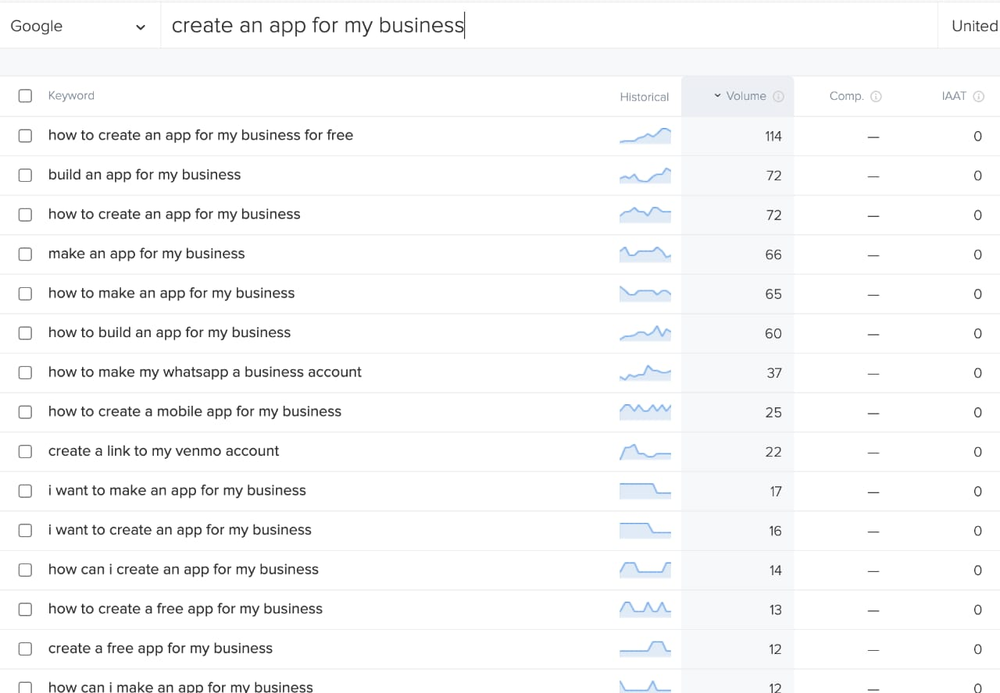 Google create an app for my business United
Keyword Historical Volume Comp. IAAT
how to create an app for my business for free 114 — 0
build an app for my business 72 — 0
how to create an app for my business 72 — 0
make an app for my business 66 — 0
how to make an app for my business 65 — 0
how to build an app for my business 60 — 0
how to make my whatsapp a business account 37 — 0
how to create a mobile app for my business 25 — 0
create a link to my venmo account 22 — 0
i want to make an app for my business 17 — 0
i want to create an app for my business 16 — 0
how can i create an app for my business 14 — 0
how to create a free app for my business 13 — 0
create a free app for my business 12 — 0
how can i make an app for my business 12 — 0